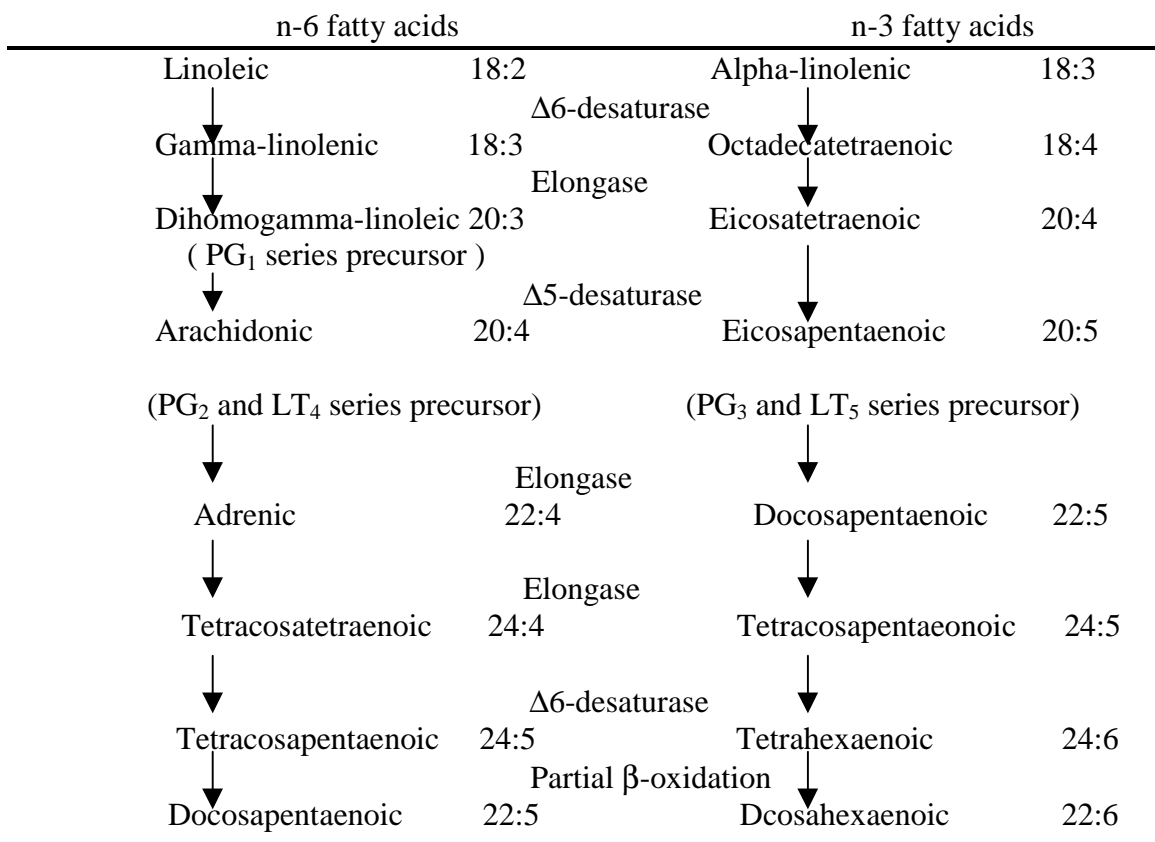 n-6 fatty acids n-3 fatty acids
Linoleic 18:2 Alpha-linolenic 18:3
Δ6-desaturase
Gamma-linolenic 18:3 Octadecatetraenoic 18:4
Elongase
Dihomogamma-linoleic 20:3 Eicosatetraenoic 20:4
( PG₁ series precursor )
Δ5-desaturase
Arachidonic 20:4 Eicosapentaenoic 20:5
(PG₂ and LT₄ series precursor) (PG₃ and LT₅ series precursor)
Elongase
Adrenic 22:4 Docosapentaenoic 22:5
Elongase
Tetracosatetraenoic 24:4 Tetracosapentaeonoic 24:5
Δ6-desaturase
Tetracosapentaenoic 24:5 Tetrahexaenoic 24:6
Partial β-oxidation
Docosapentaenoic 22:5 Dcosahexaenoic 22:6